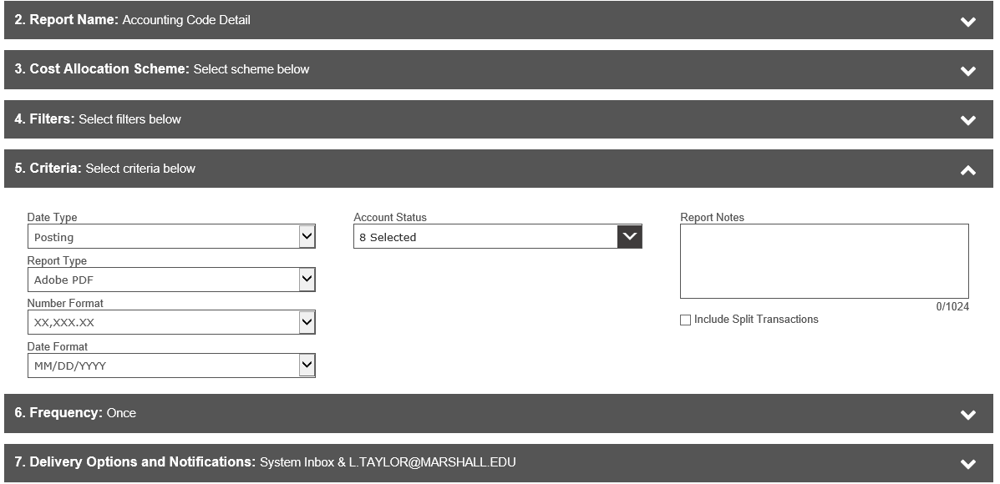 2. Report Name: Accounting Code Detail
3. Cost Allocation Scheme: Select scheme below
4. Filters: Select filters below
5. Criteria: Select criteria below
Date Type
Posting
Report Type
Adobe PDF
Number Format
XX,XXX.XX
Date Format
MM/DD/YYYY
Account Status
8 Selected
Report Notes
0/1024
Include Split Transactions
6. Frequency: Once
7. Delivery Options and Notifications: System Inbox & L.TAYLOR@MARSHALL.EDU